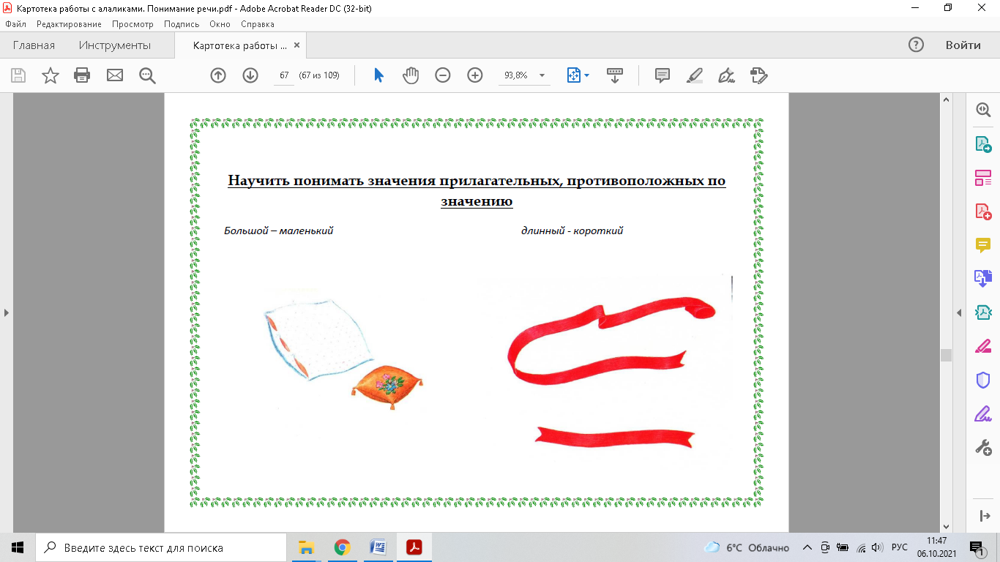 Картотека работы с алаликами. Понимание речи.pdf - Adobe Acrobat Reader DC (32-bit)
Файл Редактирование Просмотр Подпись Окно Справка
Главная Инструменты Картотека работы ... × Войти
67 (67 из 109) 93,8%
Научить понимать значения прилагательных, противоположных по
значению
Большой – маленький длинный - короткий
Введите здесь текст для поиска
6°C Облачно РУС 11:47
06.10.2021 1